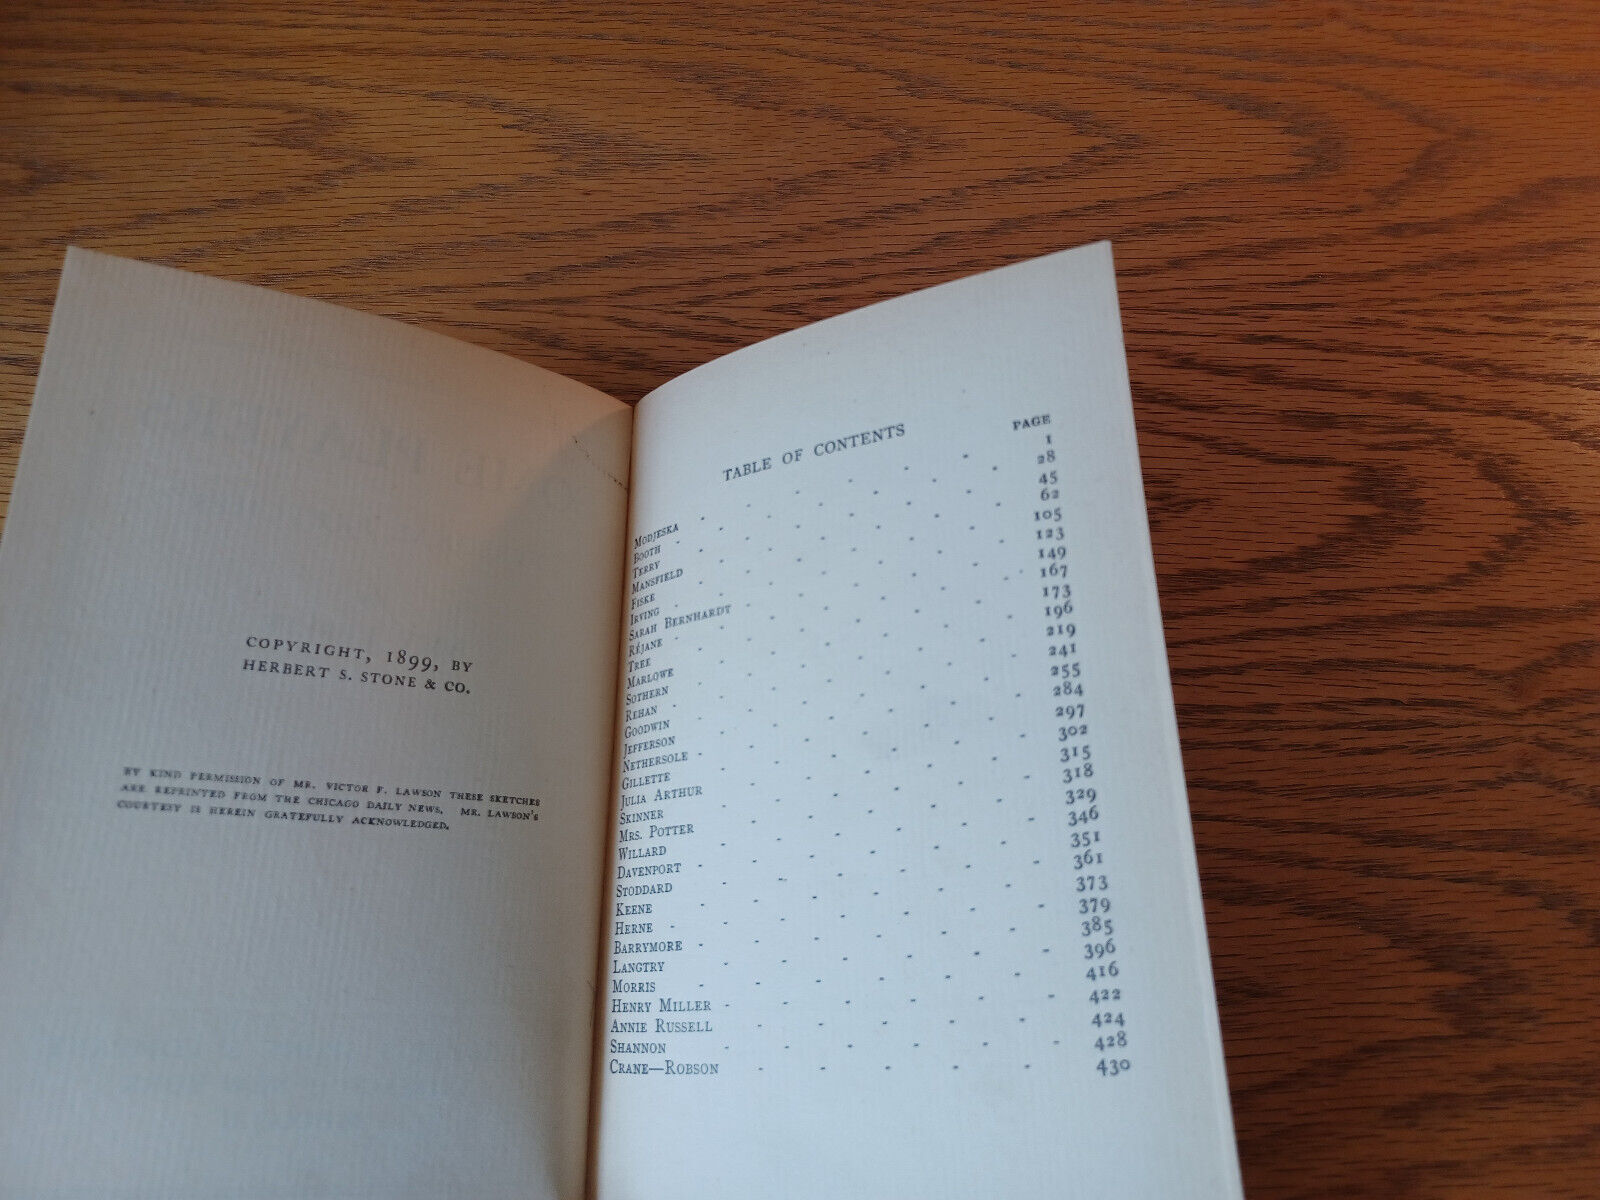 COPYRIGHT, 1899, BY
HERBERT S. STONE & CO.
BY KIND PERMISSION OF MR. VICTOR F. LAWSON THESE SKETCHES
ARE REPRINTED FROM THE CHICAGO DAILY NEWS. MR. LAWSON'S
COURTESY IS HEREIN GRATEFULLY ACKNOWLEDGED.
TABLE OF CONTENTS
PAGE
MODJESKA 1
BOOTH 28
TERRY 45
MANSFIELD 62
FISKE 105
IRVING 123
SARAH BERNHARDT 149
RÉJANE 167
TREE 173
MARLOWE 196
SOTHERN 219
REHAN 241
GOODWIN 255
JEFFERSON 284
NETHERSOLE 297
GILLETTE 302
JULIA ARTHUR 315
SKINNER 318
MRS. POTTER 329
WILLARD 346
DAVENPORT 351
STODDARD 361
KEENE 373
HERNE 379
BARRYMORE 385
LANGTRY 396
MORRIS 416
HENRY MILLER 422
ANNIE RUSSELL 424
SHANNON 428
CRANE—ROBSON 430